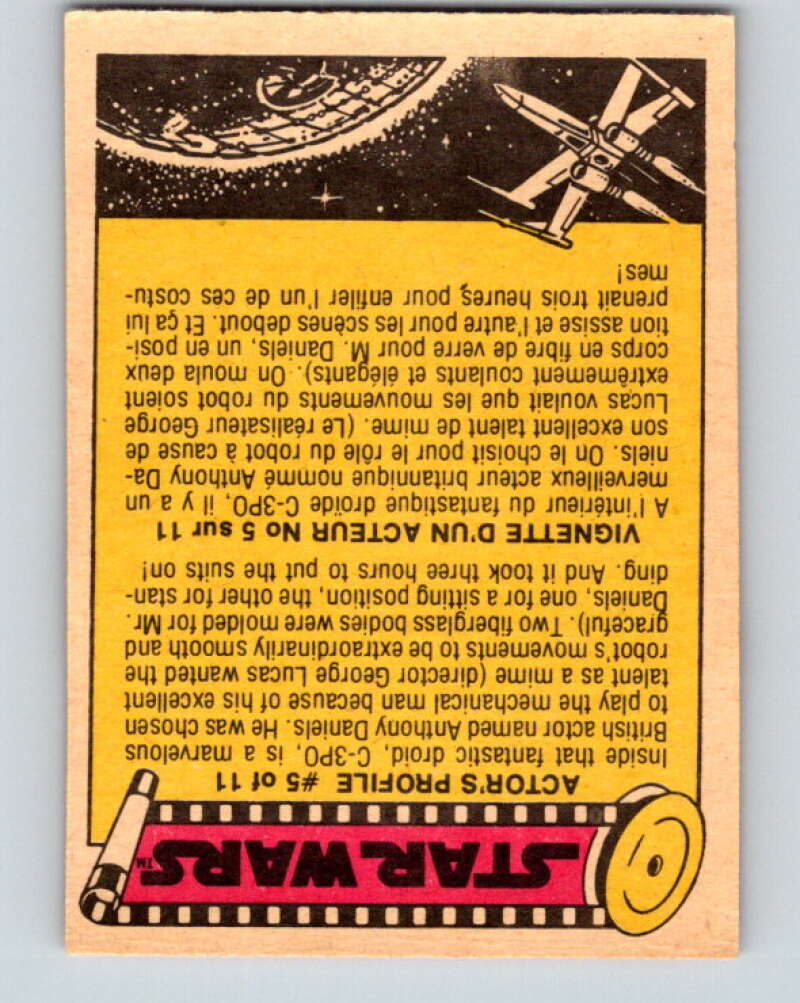 STAR WARS™
ACTOR'S PROFILE #5 of 11
Inside that fantastic droid, C-3PO, is a marvelous
British actor named Anthony Daniels. He was chosen
to play the mechanical man because of his excellent
talent as a mime (director George Lucas wanted the
robot's movements to be extraordinarily smooth and
graceful). Two fiberglass bodies were molded for Mr.
Daniels, one for a sitting position, the other for stan-
ding. And it took three hours to put the suits on!
VIGNETTE D'UN ACTEUR No 5 sur 11
A l'intérieur du fantastique droïde C-3PO, il y a un
merveilleux acteur britannique nommé Anthony Da-
niels. On le choisit pour le rôle du robot à cause de
son excellent talent de mime. (Le réalisateur George
Lucas voulait que les mouvements du robot soient
extrêmement coulants et élégants). On moula deux
corps en fibre de verre pour M. Daniels, un en posi-
tion assise et l'autre pour les scènes debout. Et ça lui
prenait trois heures pour enfiler l'un de ces costu-
mes!